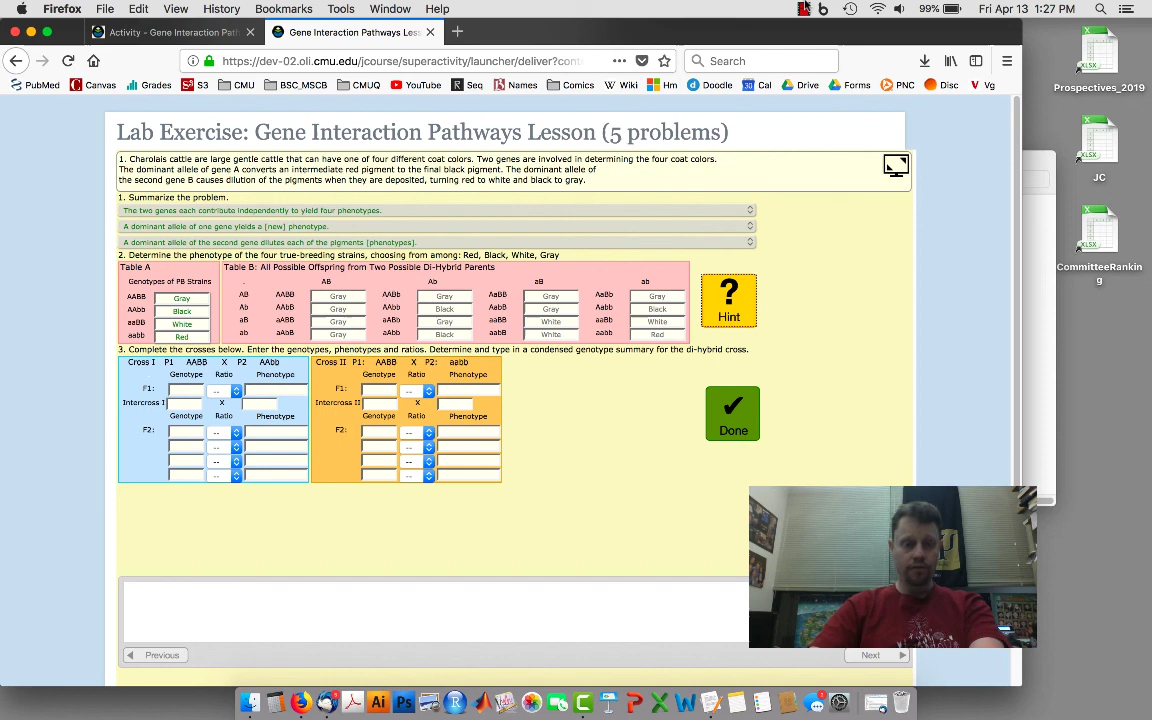 Firefox File Edit View History Bookmarks Tools Window Help 99% Fri Apr 13 1:27 PM
Activity - Gene Interaction Path
Gene Interaction Pathways Less
https://dev-02.oli.cmu.edu/jcourse/superactivity/launcher/deliver?cont
Search
PubMed Canvas Grades S3 CMU BSC_MSCB CMUQ YouTube Seq Names Comics Wiki Hm Doodle Cal Drive Forms PNC Disc Vg
Lab Exercise: Gene Interaction Pathways Lesson (5 problems)
1. Charolais cattle are large gentle cattle that can have one of four different coat colors. Two genes are involved in determining the four coat colors.
The dominant allele of gene A converts an intermediate red pigment to the final black pigment. The dominant allele of
the second gene B causes dilution of the pigments when they are deposited, turning red to white and black to gray.
1. Summarize the problem.
The two genes each contribute independently to yield four phenotypes.
A dominant allele of one gene yields a [new] phenotype.
A dominant allele of the second gene dilutes each of the pigments [phenotypes].
2. Determine the phenotype of the four true-breeding strains, choosing from among: Red, Black, White, Gray
Table A
Genotypes of PB Strains
AABB Gray
AAbb Black
aaBB White
aabb Red
Table B: All Possible Offspring from Two Possible Di-Hybrid Parents
. AB Ab aB ab
AB AABB Gray AABb Gray AaBB Gray AaBb Gray
Ab AABb Gray AAbb Black AaBb Gray Aabb Black
aB AaBB Gray AaBb Gray aaBB White aaBb White
ab aAbB Gray aAbb Black aabB White aabb Red
?
Hint
3. Complete the crosses below. Enter the genotypes, phenotypes and ratios. Determine and type in a condensed genotype summary for the di-hybrid cross.
Cross I P1 AABB X P2 AAbb
Genotype Ratio Phenotype
F1: --
Intercross I X
Genotype Ratio Phenotype
F2: --
--
--
--
Cross II P1: AABB X P2: aabb
Genotype Ratio Phenotype
F1: --
Intercross II X
Genotype Ratio Phenotype
F2: --
--
--
--
Done
Previous
Next
XLSX
Prospectives_2019
XLSX
JC
XLSX
CommitteeRankin
g